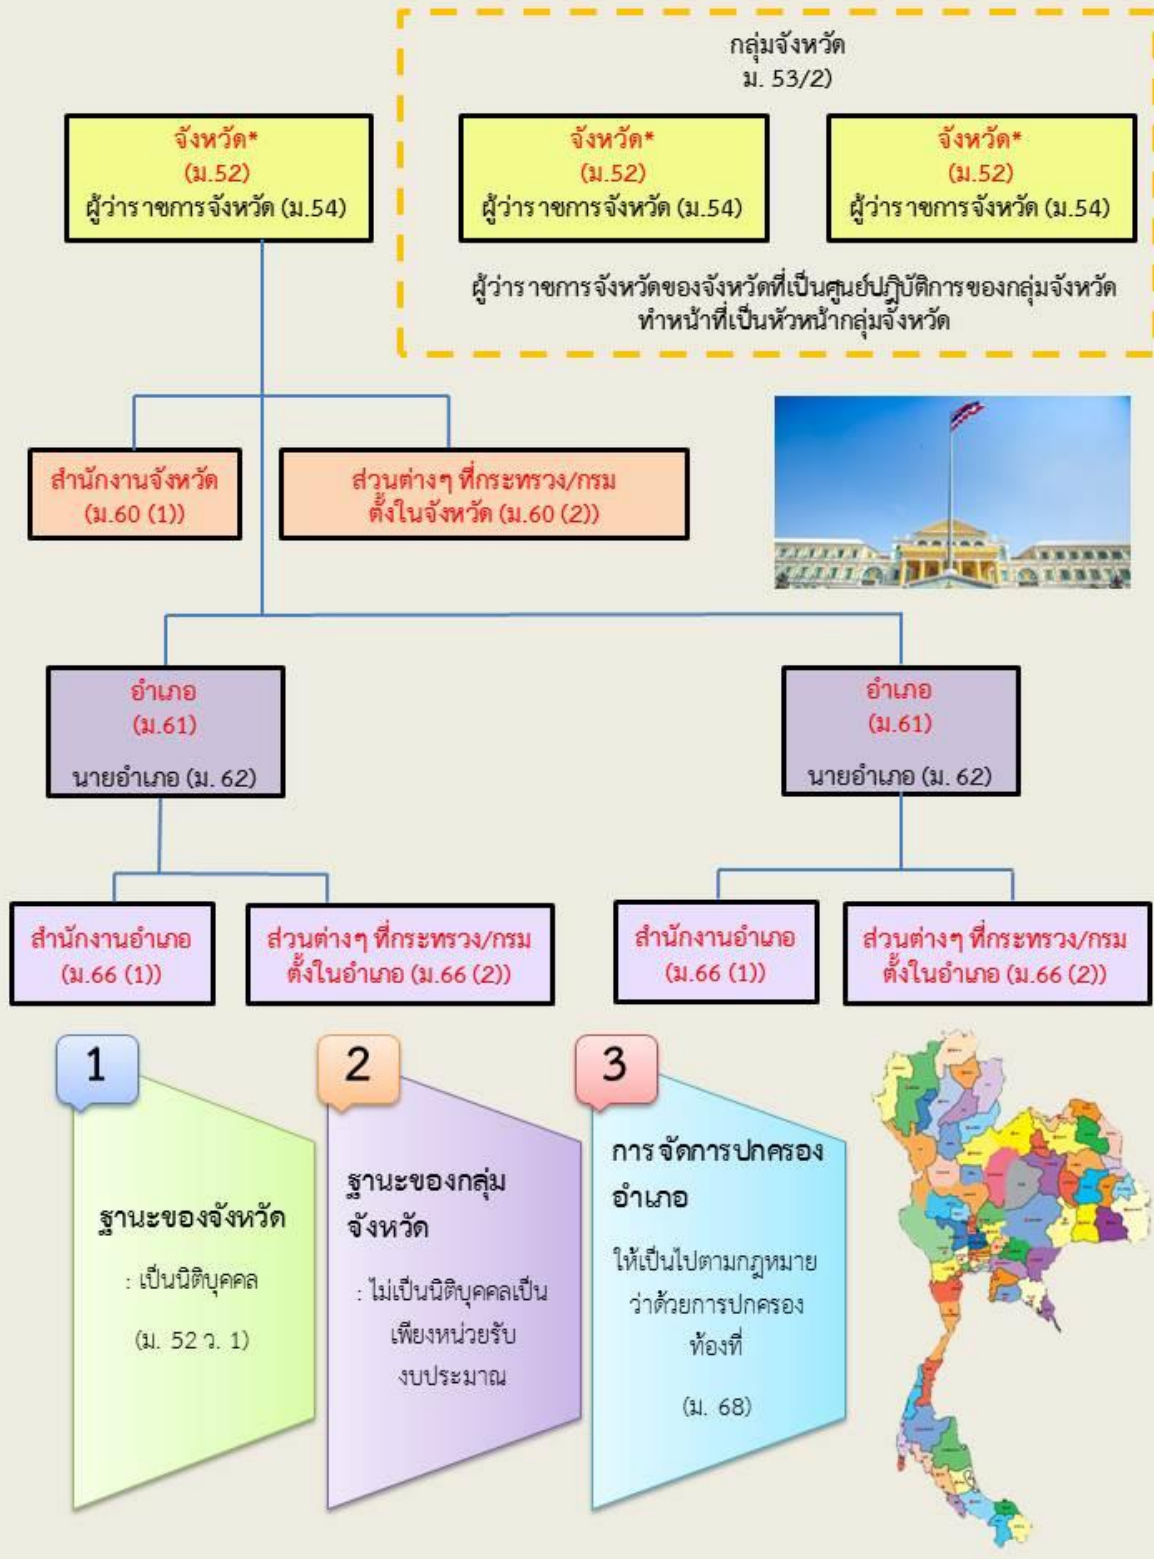 กลุ่มจังหวัด
ม. 53/2)
จังหวัด*
(ม.52)
ผู้ว่าราชการจังหวัด (ม.54)
จังหวัด*
(ม.52)
ผู้ว่าราชการจังหวัด (ม.54)
จังหวัด*
(ม.52)
ผู้ว่าราชการจังหวัด (ม.54)
ผู้ว่าราชการจังหวัดของจังหวัดที่เป็นศูนย์ปฏิบัติการของกลุ่มจังหวัด
ทำหน้าที่เป็นหัวหน้ากลุ่มจังหวัด
สำนักงานจังหวัด
(ม.60 (1))
ส่วนต่างๆ ที่กระทรวง/กรม
ตั้งในจังหวัด (ม.60 (2))
อำเภอ
(ม.61)
นายอำเภอ (ม. 62)
อำเภอ
(ม.61)
นายอำเภอ (ม. 62)
สำนักงานอำเภอ
(ม.66 (1))
ส่วนต่างๆ ที่กระทรวง/กรม
ตั้งในอำเภอ (ม.66 (2))
สำนักงานอำเภอ
(ม.66 (1))
ส่วนต่างๆ ที่กระทรวง/กรม
ตั้งในอำเภอ (ม.66 (2))
1
ฐานะของจังหวัด
: เป็นนิติบุคคล
(ม. 52 ว. 1)
2
ฐานะของกลุ่ม
จังหวัด
: ไม่เป็นนิติบุคคลเป็น
เพียงหน่วยรับ
งบประมาณ
3
การจัดการปกครอง
อำเภอ
ให้เป็นไปตามกฎหมาย
ว่าด้วยการปกครอง
ท้องที่
(ม. 68)